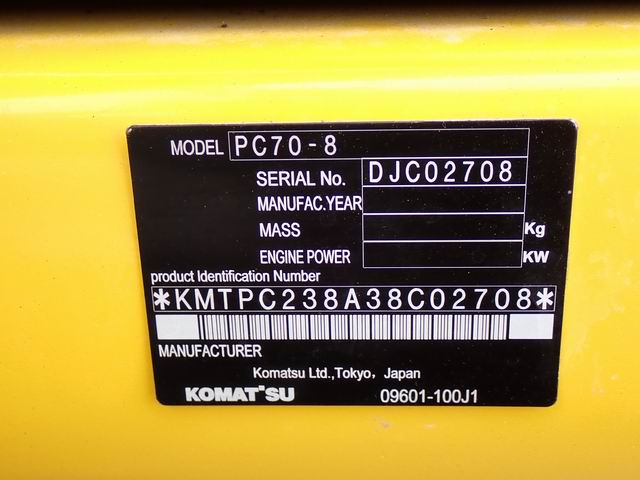 MODEL PC70-8
SERIAL No. DJC02708
MANUFAC.YEAR
MASS Kg
ENGINE POWER KW
product Identification Number
*KMTPC238A38C02708*
MANUFACTURER
Komatsu Ltd.,Tokyo, Japan
KOMATSU 09601-100J1